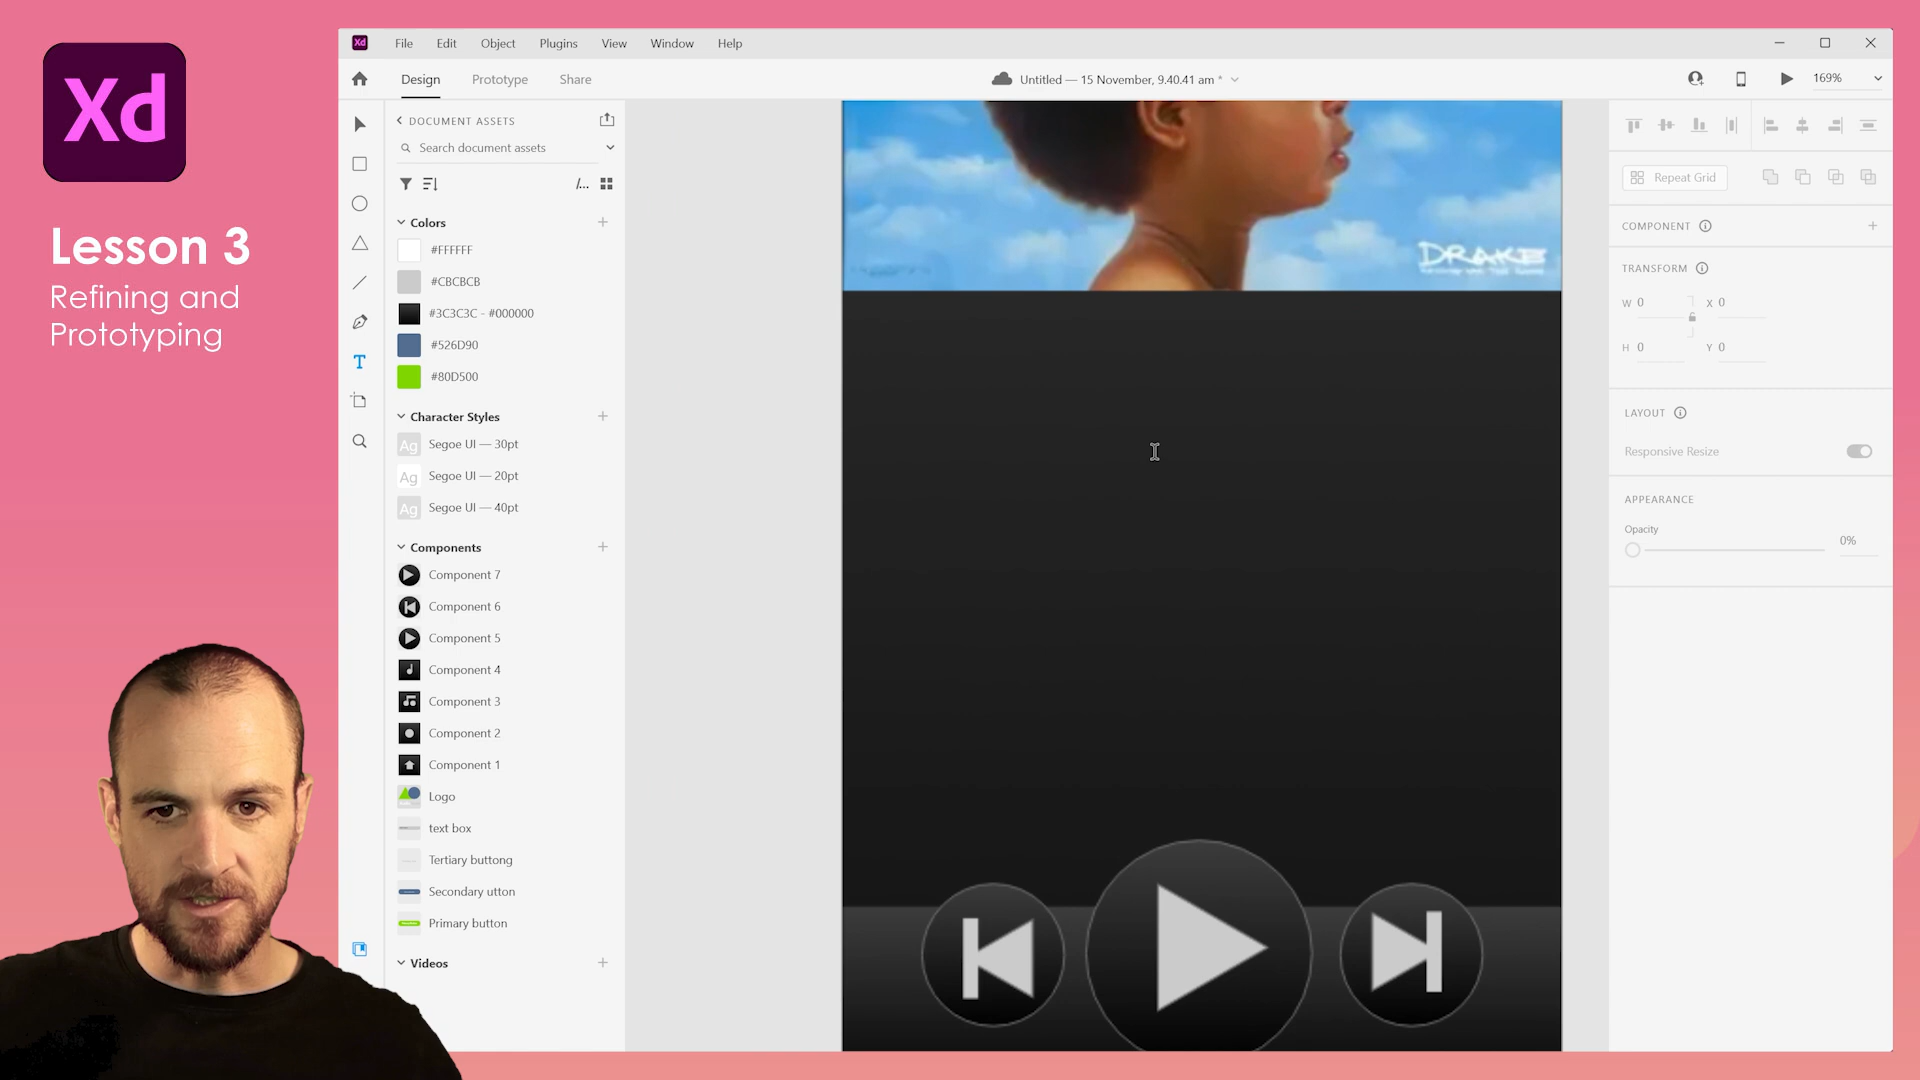 Xd
Lesson 3
Refining and
Prototyping
Xd File Edit Object Plugins View Window Help
Design Prototype Share
Untitled — 15 November, 9.40.41 am *
169%
DOCUMENT ASSETS
Search document assets
/...
Colors
#FFFFFF
#CBCBCB
#3C3C3C - #000000
#526D90
#80D500
Character Styles
Ag Segoe UI — 30pt
Ag Segoe UI — 20pt
Ag Segoe UI — 40pt
Components
Component 7
Component 6
Component 5
Component 4
Component 3
Component 2
Component 1
Logo
text box
Tertiary buttong
Secondary utton
Primary button
Videos
T
DRAKE
Repeat Grid
COMPONENT
TRANSFORM
W 0 X 0
H 0 Y 0
LAYOUT
Responsive Resize
APPEARANCE
Opacity
0%